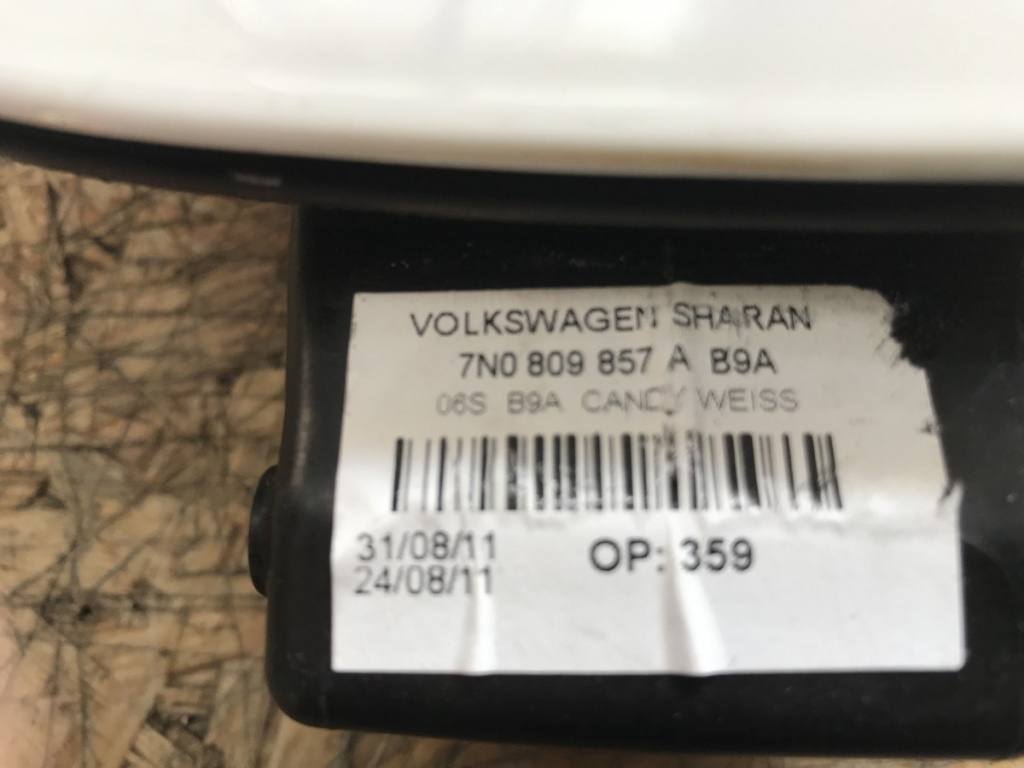 VOLKSWAGEN SHARAN
7N0 809 857 A B9A
06S B9A CANDY WEISS
31/08/11 OP: 359
24/08/11